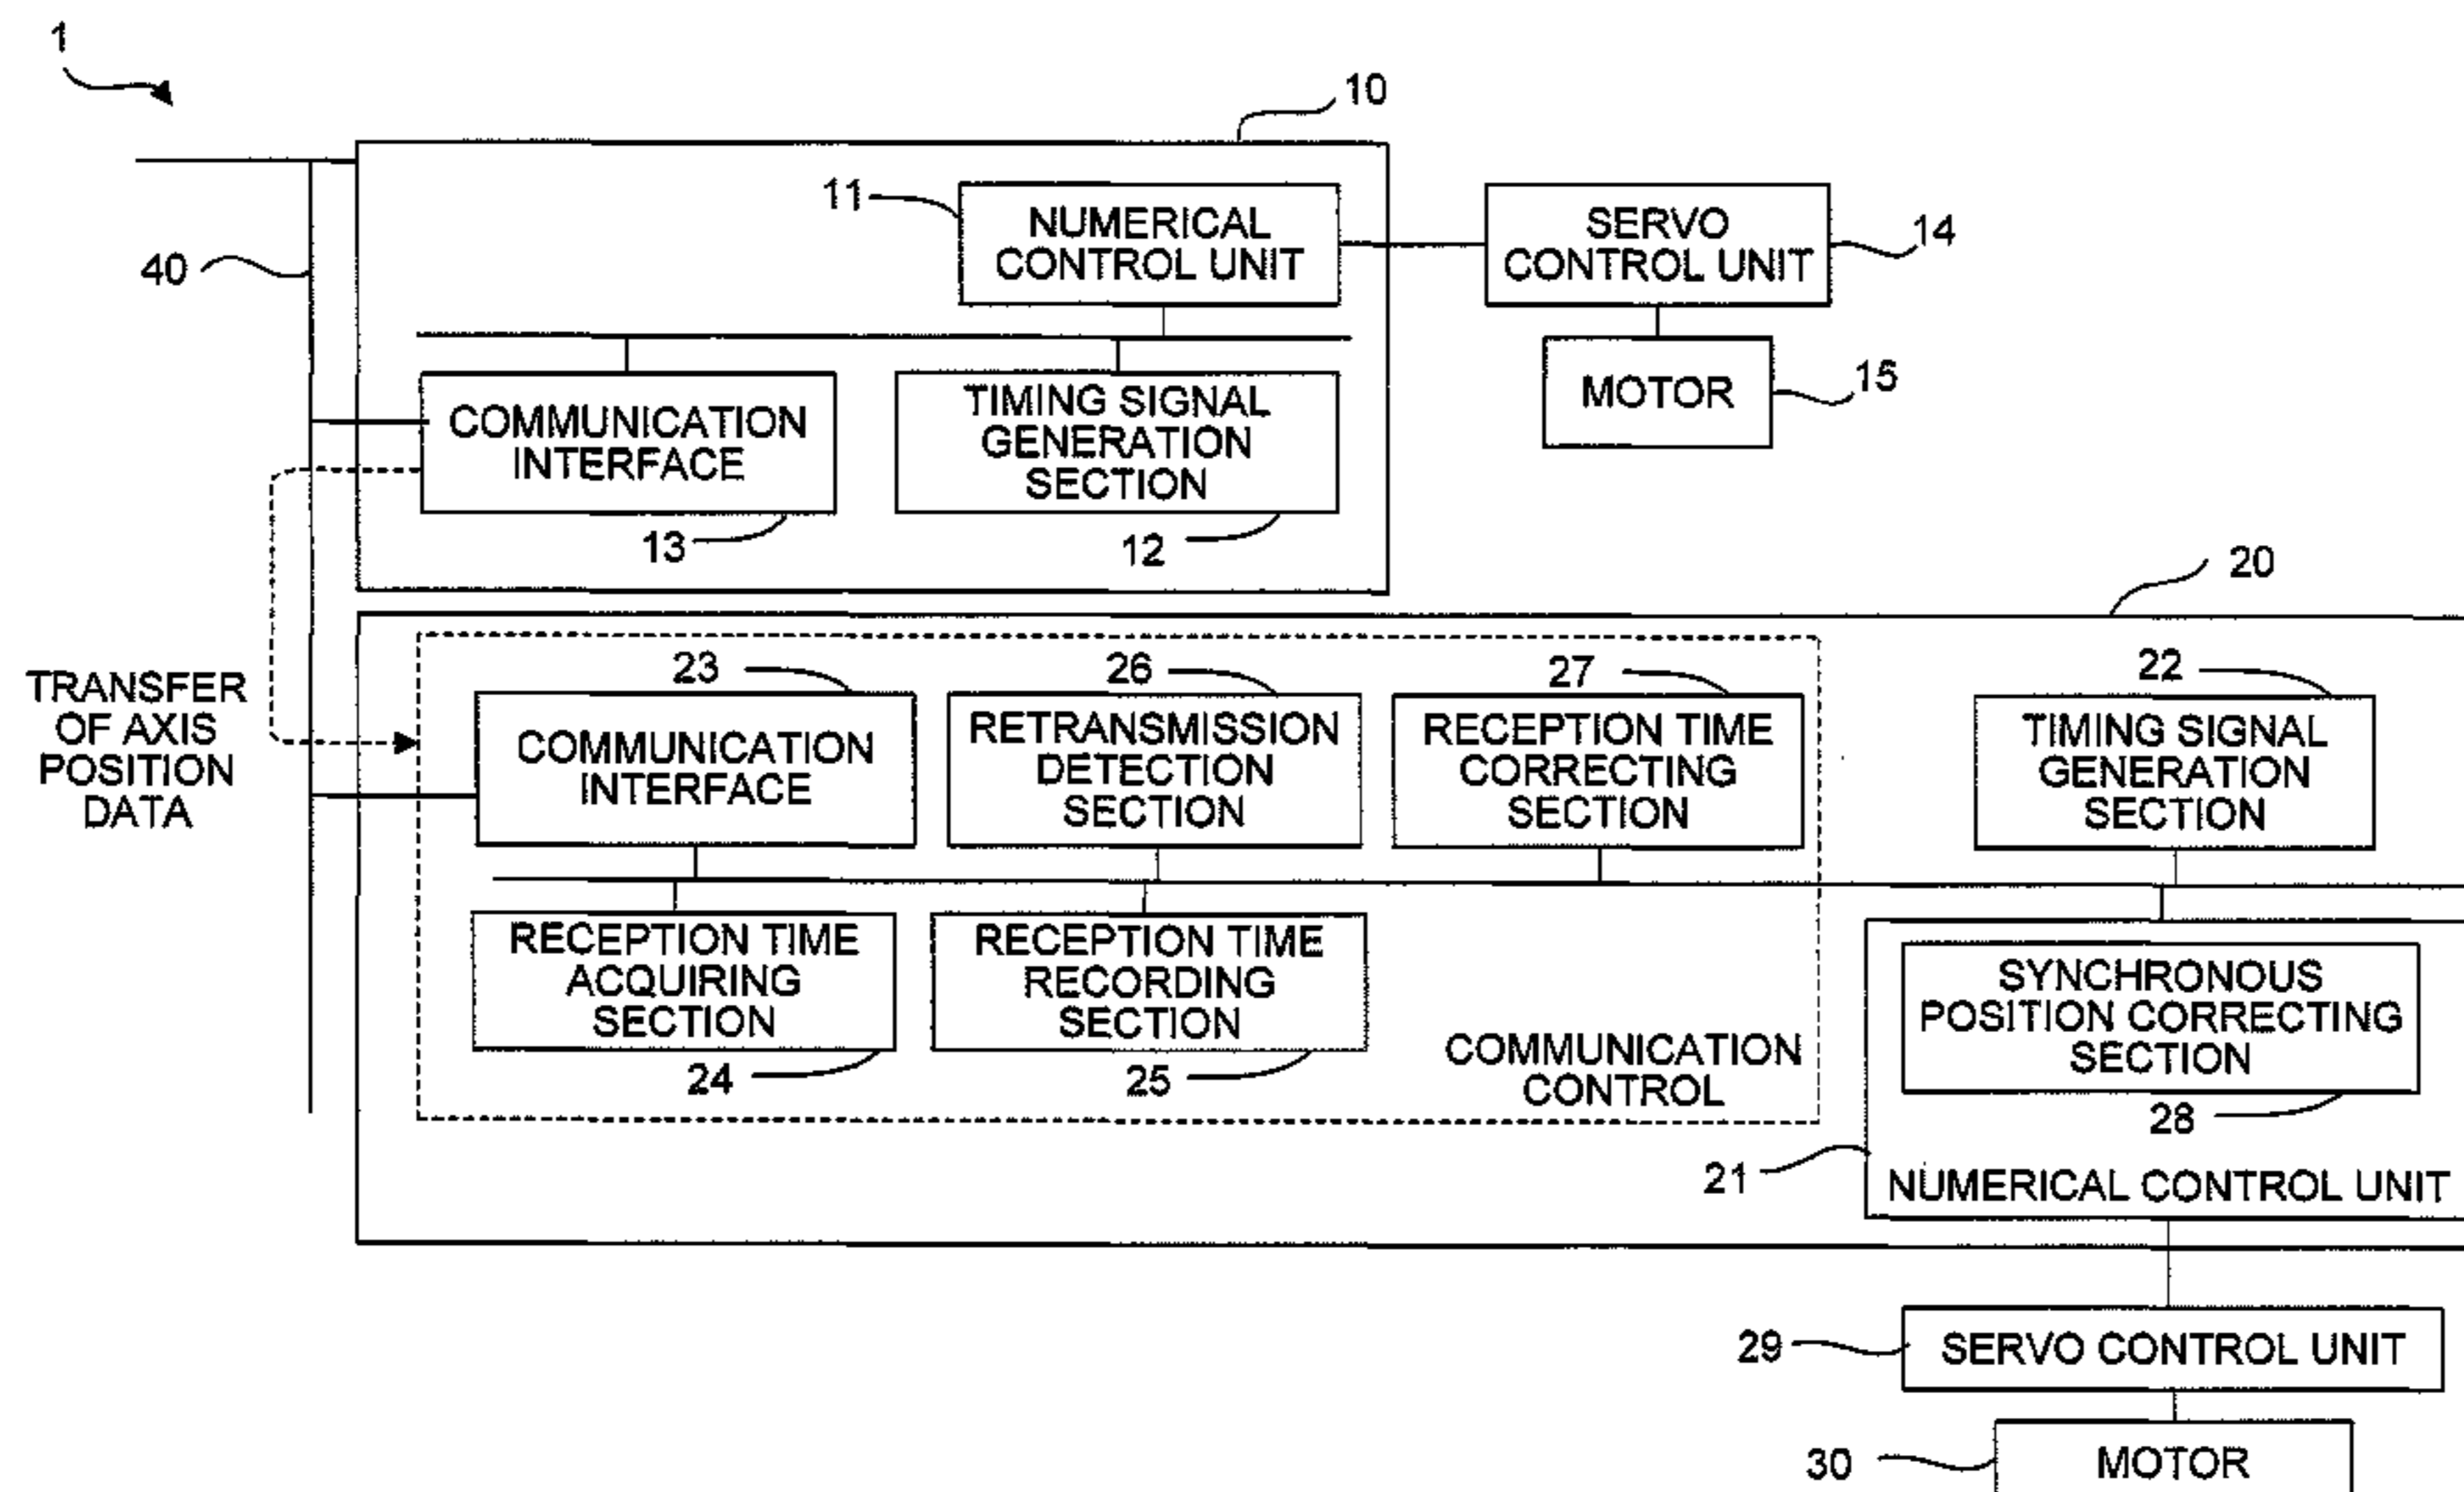 1
10
11
NUMERICAL
CONTROL UNIT
SERVO
CONTROL UNIT
14
40
MOTOR
15
COMMUNICATION
INTERFACE
TIMING SIGNAL
GENERATION
SECTION
13
12
20
TRANSFER
OF AXIS
POSITION
DATA
23
26
27
22
COMMUNICATION
INTERFACE
RETRANSMISSION
DETECTION
SECTION
RECEPTION TIME
CORRECTING
SECTION
TIMING SIGNAL
GENERATION
SECTION
RECEPTION TIME
ACQUIRING
SECTION
RECEPTION TIME
RECORDING
SECTION
24
25
COMMUNICATION
CONTROL
SYNCHRONOUS
POSITION CORRECTING
SECTION
28
21
NUMERICAL CONTROL UNIT
29
SERVO CONTROL UNIT
30
MOTOR